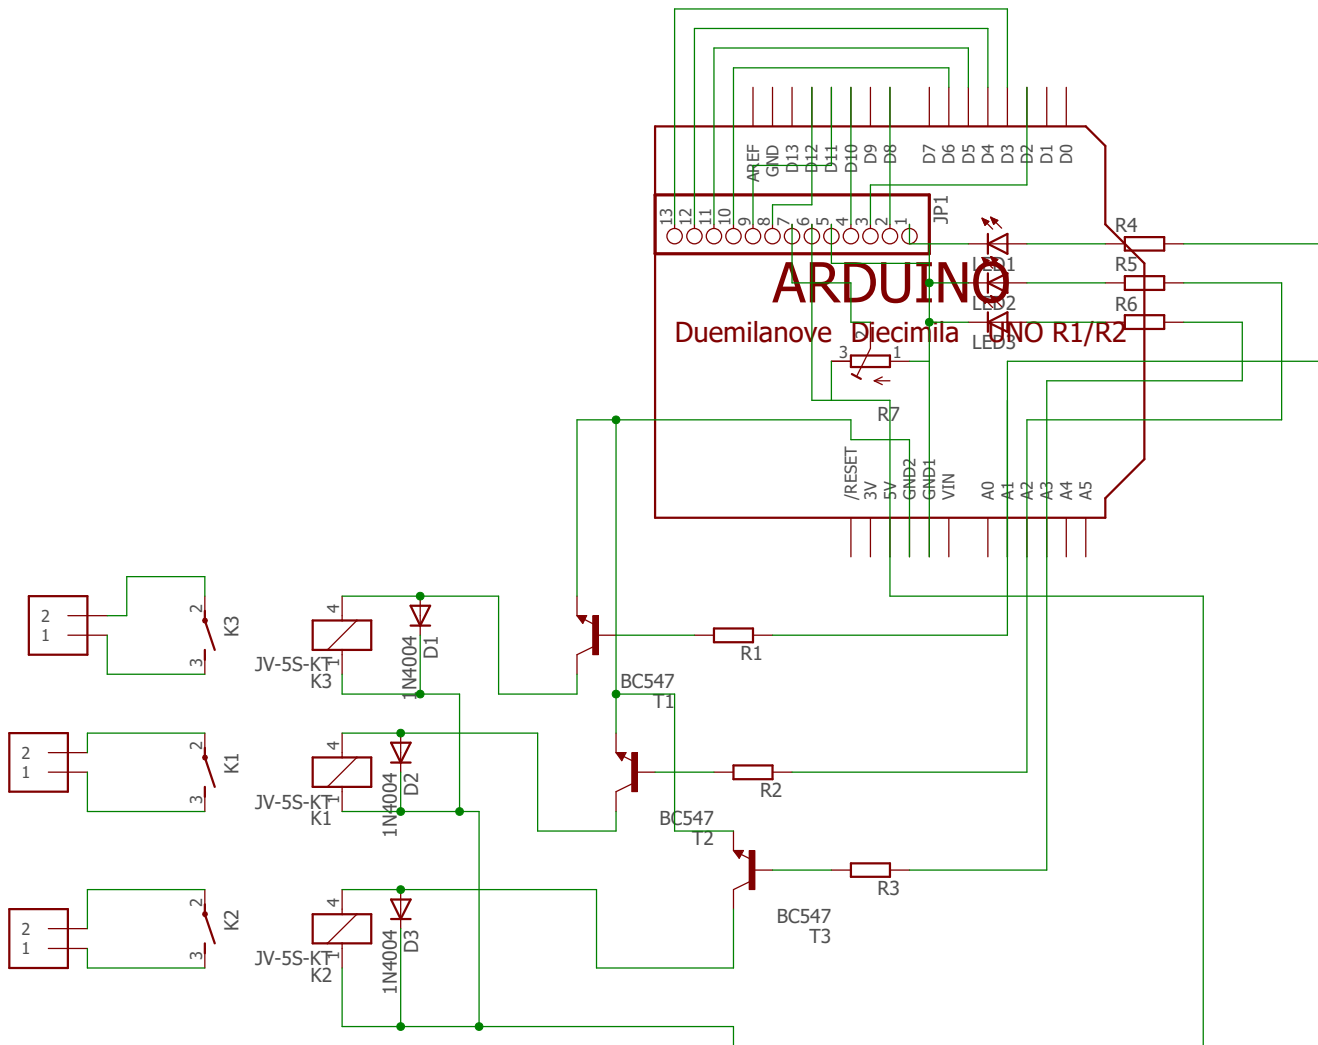 AREF
GND
D13
D12
D11
D10
D9
D8
D7
D6
D5
D4
D3
D2
D1
D0
13
12
11
10
9
8
7
6
5
4
3
2
1
JP1
R4
LED1
R5
ARDUINO
LED2
R6
Duemilanove Diecimila UNO R1/R2
LED3
2
3
1
R7
/RESET
3V
5V
GND2
GND1
VIN
A0
A1
A2
A3
A4
A5
2
1
2
3
K3
4
1
JV-5S-KT
K3
1N4004
D1
R1
BC547
T1
2
1
2
3
K1
4
1
JV-5S-KT
K1
1N4004
D2
R2
BC547
T2
2
1
2
3
K2
4
1
JV-5S-KT
K2
1N4004
D3
R3
BC547
T3